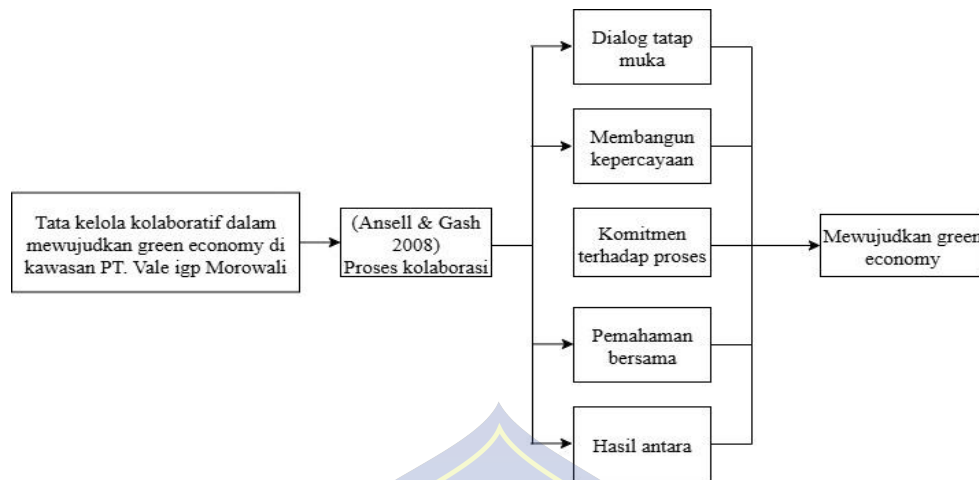 Tata kelola kolaboratif dalam
mewujudkan green economy di
kawasan PT. Vale igp Morowali
(Ansell & Gash
2008)
Proses kolaborasi
Dialog tatap
muka
Membangun
kepercayaan
Komitmen
terhadap proses
Pemahaman
bersama
Hasil antara
Mewujudkan green
economy